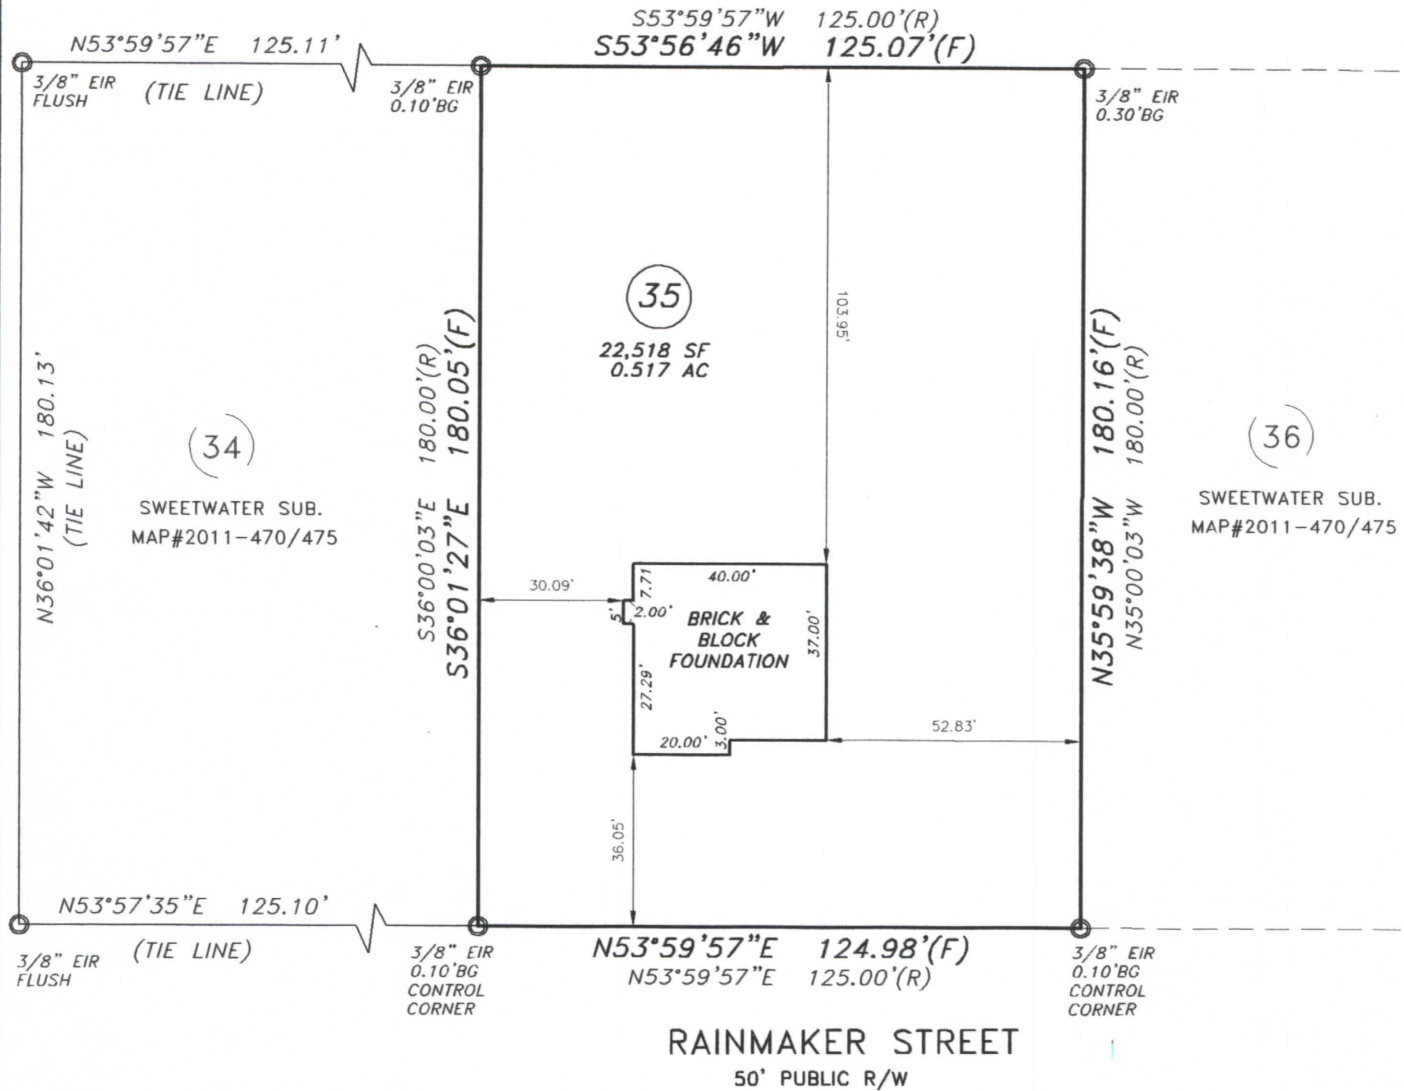 S53°59'57"W 125.00'(R)
S53°56'46"W 125.07'(F)
N53°59'57"E 125.11'
(TIE LINE)
3/8" EIR
FLUSH
3/8" EIR
0.10'BG
3/8" EIR
0.30'BG
35
22,518 SF
0.517 AC
103.95'
N36°01'42"W 180.13'
(TIE LINE)
34
SWEETWATER SUB.
MAP#2011-470/475
S36°00'03"E 180.00'(R)
S36°01'27"E 180.05'(F)
N35°59'38"W 180.16'(F)
N35°00'03"W 180.00'(R)
36
SWEETWATER SUB.
MAP#2011-470/475
30.09'
7.71
40.00'
5'
2.00'
BRICK &
BLOCK
FOUNDATION
37.00'
27.29'
20.00'
3.00'
52.83'
36.05'
N53°57'35"E 125.10'
(TIE LINE)
3/8" EIR
FLUSH
3/8" EIR
0.10'BG
CONTROL
CORNER
N53°59'57"E 124.98'(F)
N53°59'57"E 125.00'(R)
3/8" EIR
0.10'BG
CONTROL
CORNER
RAINMAKER STREET
50' PUBLIC R/W